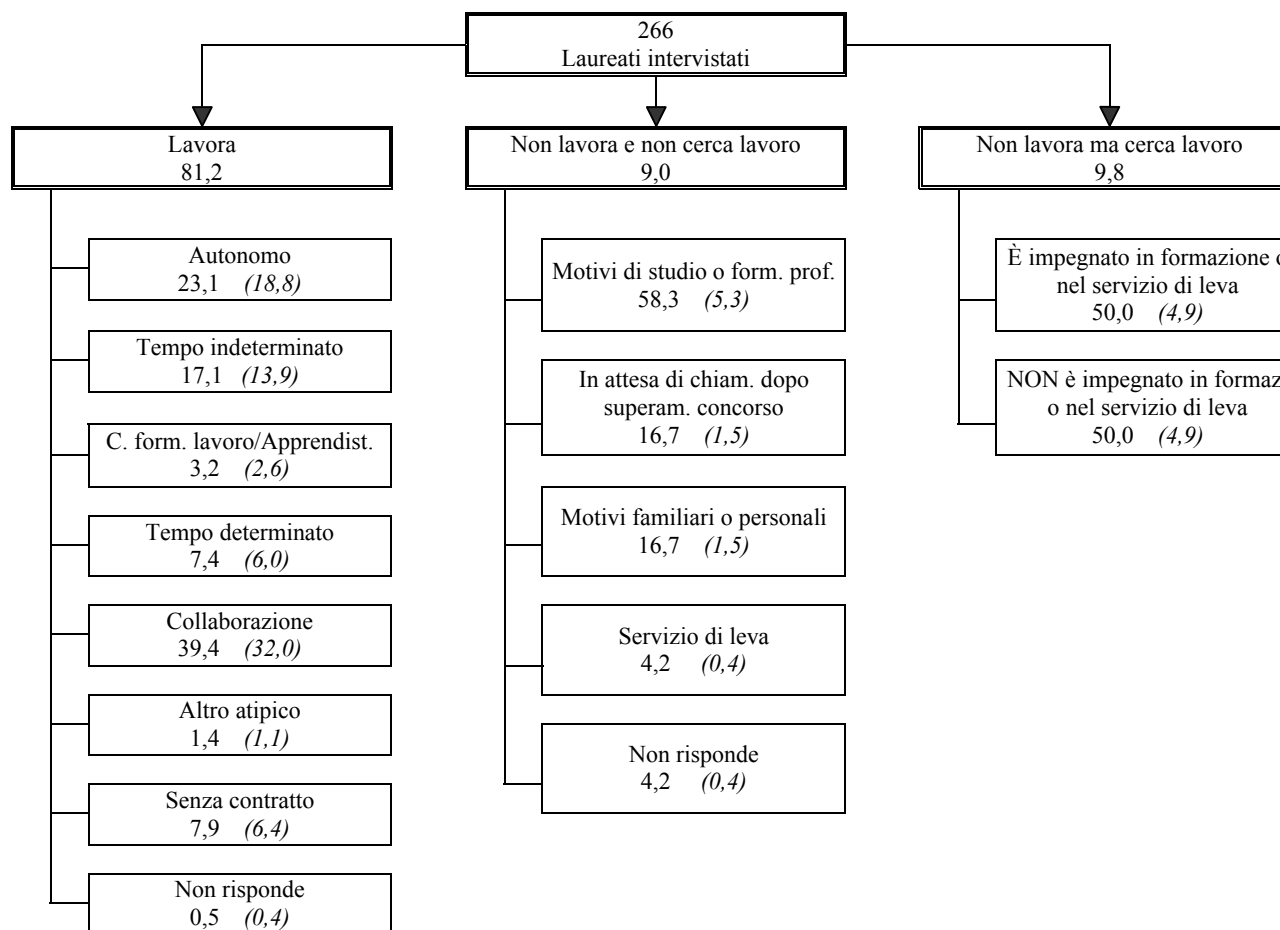 266
Laureati intervistati
Lavora
81,2
Autonomo
23,1 (18,8)
Tempo indeterminato
17,1 (13,9)
C. form. lavoro/Apprendist.
3,2 (2,6)
Tempo determinato
7,4 (6,0)
Collaborazione
39,4 (32,0)
Altro atipico
1,4 (1,1)
Senza contratto
7,9 (6,4)
Non risponde
0,5 (0,4)
Non lavora e non cerca lavoro
9,0
Motivi di studio o form. prof.
58,3 (5,3)
In attesa di chiam. dopo
superam. concorso
16,7 (1,5)
Motivi familiari o personali
16,7 (1,5)
Servizio di leva
4,2 (0,4)
Non risponde
4,2 (0,4)
Non lavora ma cerca lavoro
9,8
È impegnato in formazione
nel servizio di leva
50,0 (4,9)
NON è impegnato in formaz
o nel servizio di leva
50,0 (4,9)